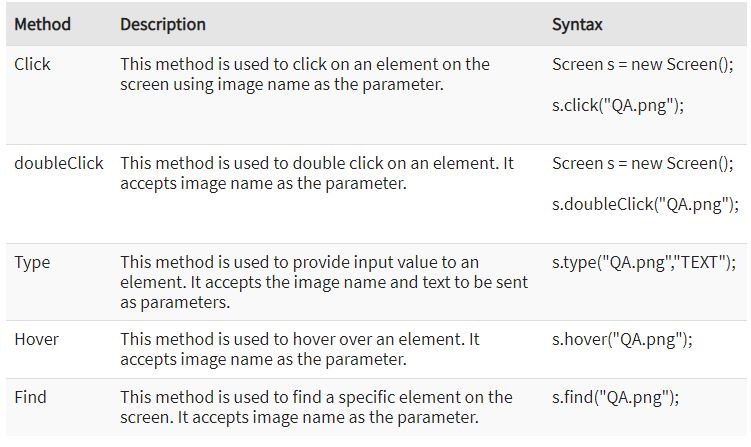 Method Description Syntax
Click This method is used to click on an element on the Screen s = new Screen();
screen using image name as the parameter.
s.click("QA.png");
doubleClick This method is used to double click on an element. It Screen s = new Screen();
accepts image name as the parameter.
s.doubleClick("QA.png");
Type This method is used to provide input value to an s.type("QA.png","TEXT");
element. It accepts the image name and text to be sent
as parameters.
Hover This method is used to hover over an element. It s.hover("QA.png");
accepts image name as the parameter.
Find This method is used to find a specific element on the s.find("QA.png");
screen. It accepts image name as the parameter.